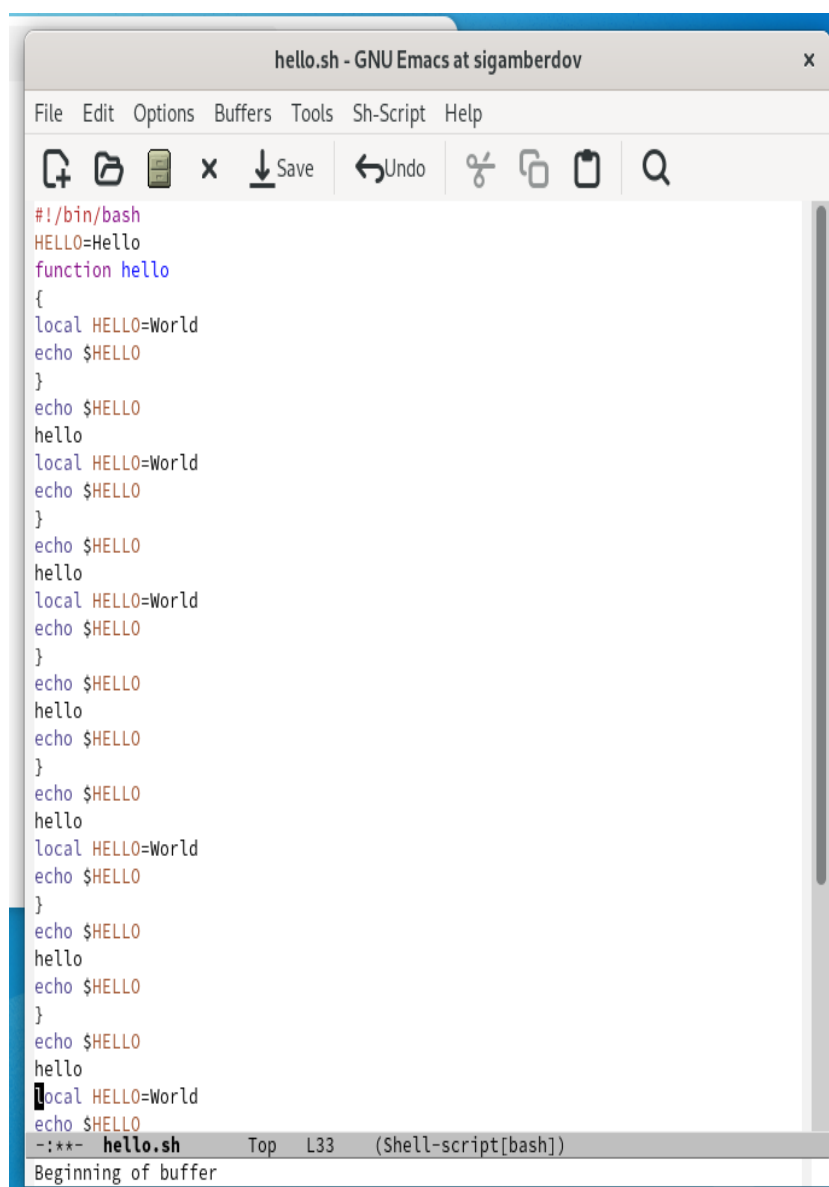 hello.sh - GNU Emacs at sigamberdov x
File Edit Options Buffers Tools Sh-Script Help
Save Undo
#!/bin/bash
HELLO=Hello
function hello
{
local HELLO=World
echo $HELLO
}
echo $HELLO
hello
local HELLO=World
echo $HELLO
}
echo $HELLO
hello
local HELLO=World
echo $HELLO
}
echo $HELLO
hello
echo $HELLO
}
echo $HELLO
hello
local HELLO=World
echo $HELLO
}
echo $HELLO
hello
echo $HELLO
}
echo $HELLO
hello
local HELLO=World
echo $HELLO
-:**- hello.sh Top L33 (Shell-script[bash])
Beginning of buffer